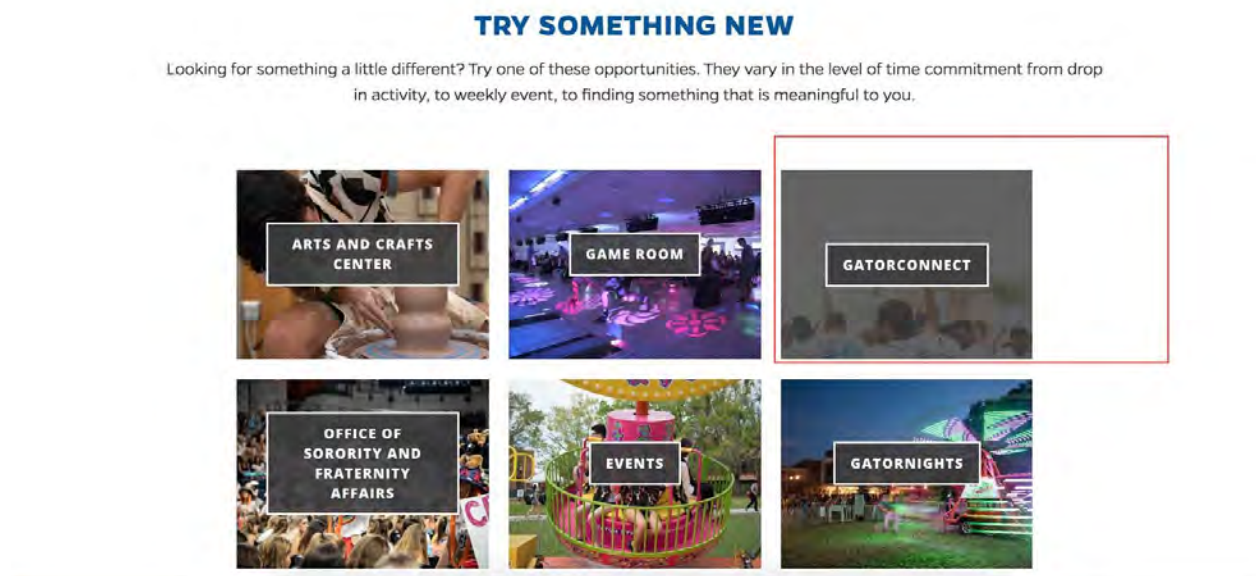 TRY SOMETHING NEW
Looking for something a little different? Try one of these opportunities. They vary in the level of time commitment from drop
in activity, to weekly event, to finding something that is meaningful to you.
ARTS AND CRAFTS
CENTER
GAME ROOM
GATORCONNECT
OFFICE OF
SORORITY AND
FRATERNITY
AFFAIRS
EVENTS
GATORNIGHTS